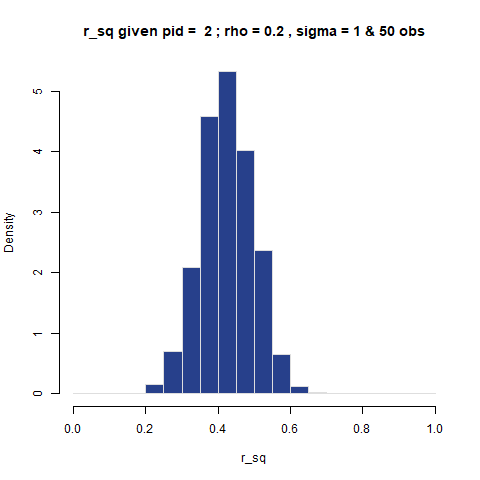 r_sq given pid =  2 ; rho = 0.2 , sigma = 1 & 50 obs
Density
5
4
3
2
1
0
0.0 0.2 0.4 0.6 0.8 1.0
r_sq